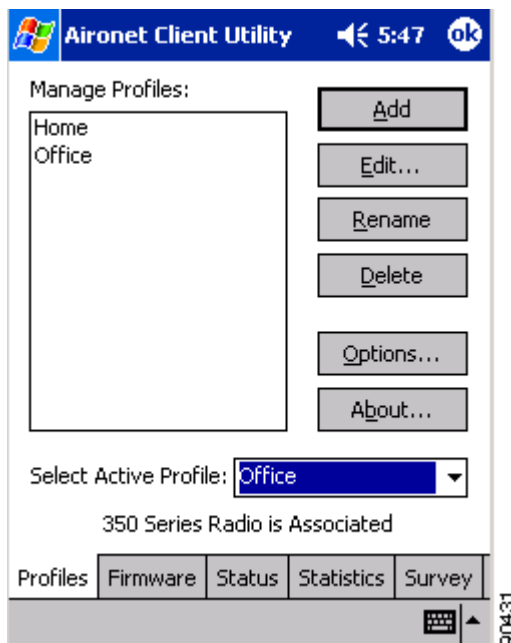 Aironet Client Utility 5:47 ok
Manage Profiles:
Home
Office
Add
Edit...
Rename
Delete
Options...
About...
Select Active Profile: Office
350 Series Radio is Associated
Profiles Firmware Status Statistics Survey